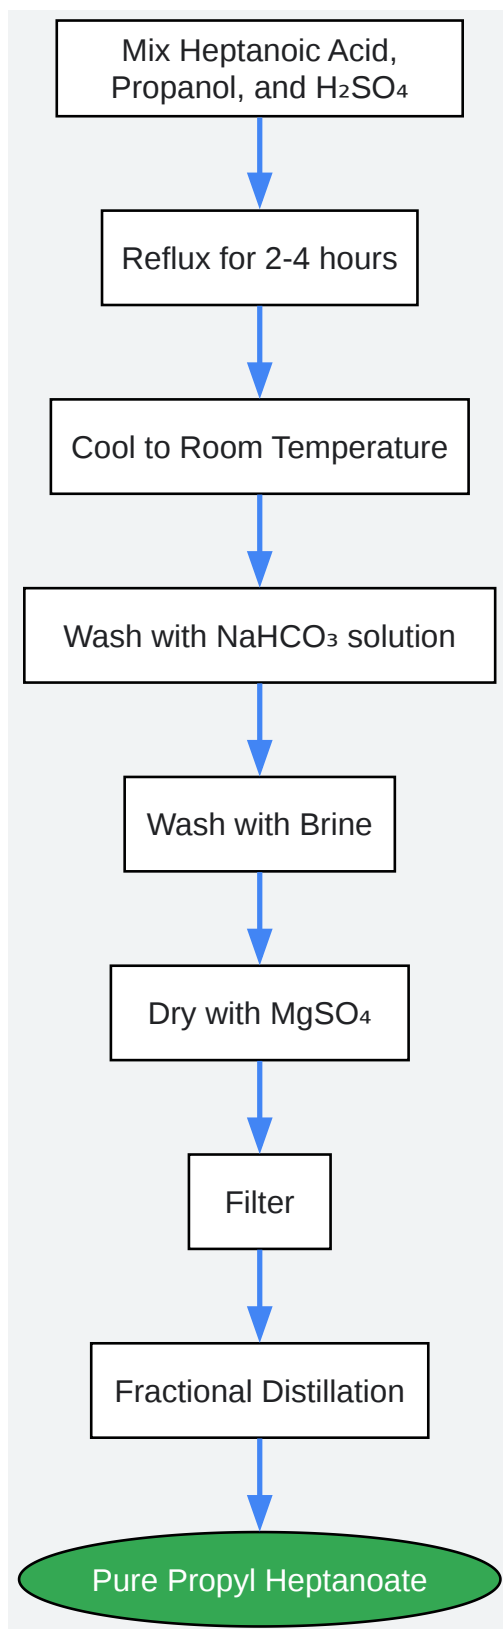 Mix Heptanoic Acid,
Propanol, and H₂SO₄
Reflux for 2-4 hours
Cool to Room Temperature
Wash with NaHCO₃ solution
Wash with Brine
Dry with MgSO₄
Filter
Fractional Distillation
Pure Propyl Heptanoate